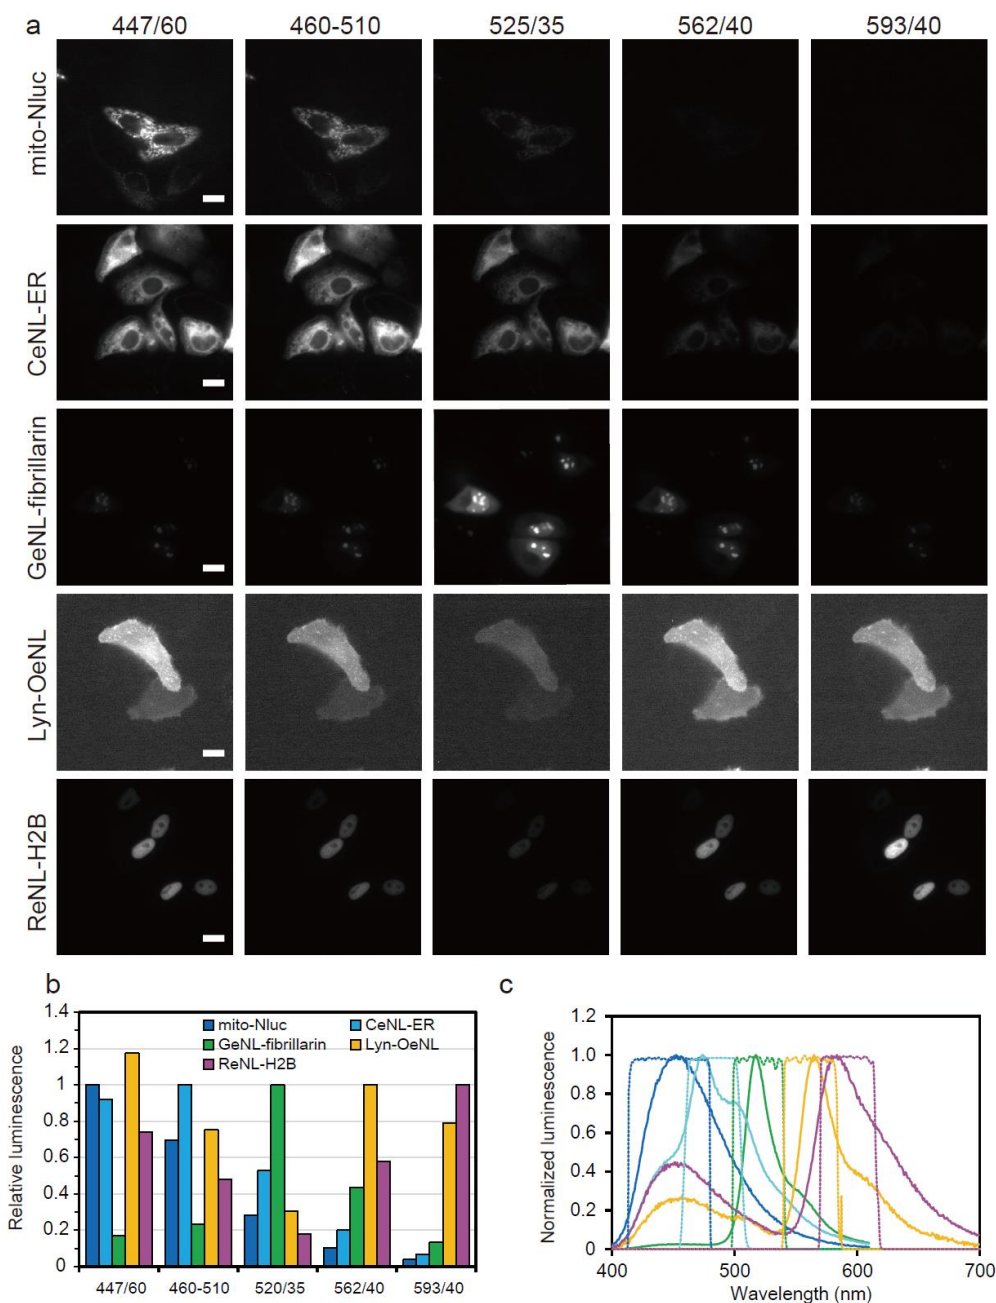 a
447/60 460-510 525/35 562/40 593/40
mito-Nluc
CeNL-ER
GeNL-fibrillarin
Lyn-OeNL
ReNL-H2B
b
Relative luminescence
1.4
1.2
1
0.8
0.6
0.4
0.2
0
mito-Nluc CeNL-ER
GeNL-fibrillarin Lyn-OeNL
ReNL-H2B
447/60 460-510 520/35 562/40 593/40
c
Normalized luminescence
1.2
1.0
0.8
0.6
0.4
0.2
0
400 500 600 700
Wavelength (nm)